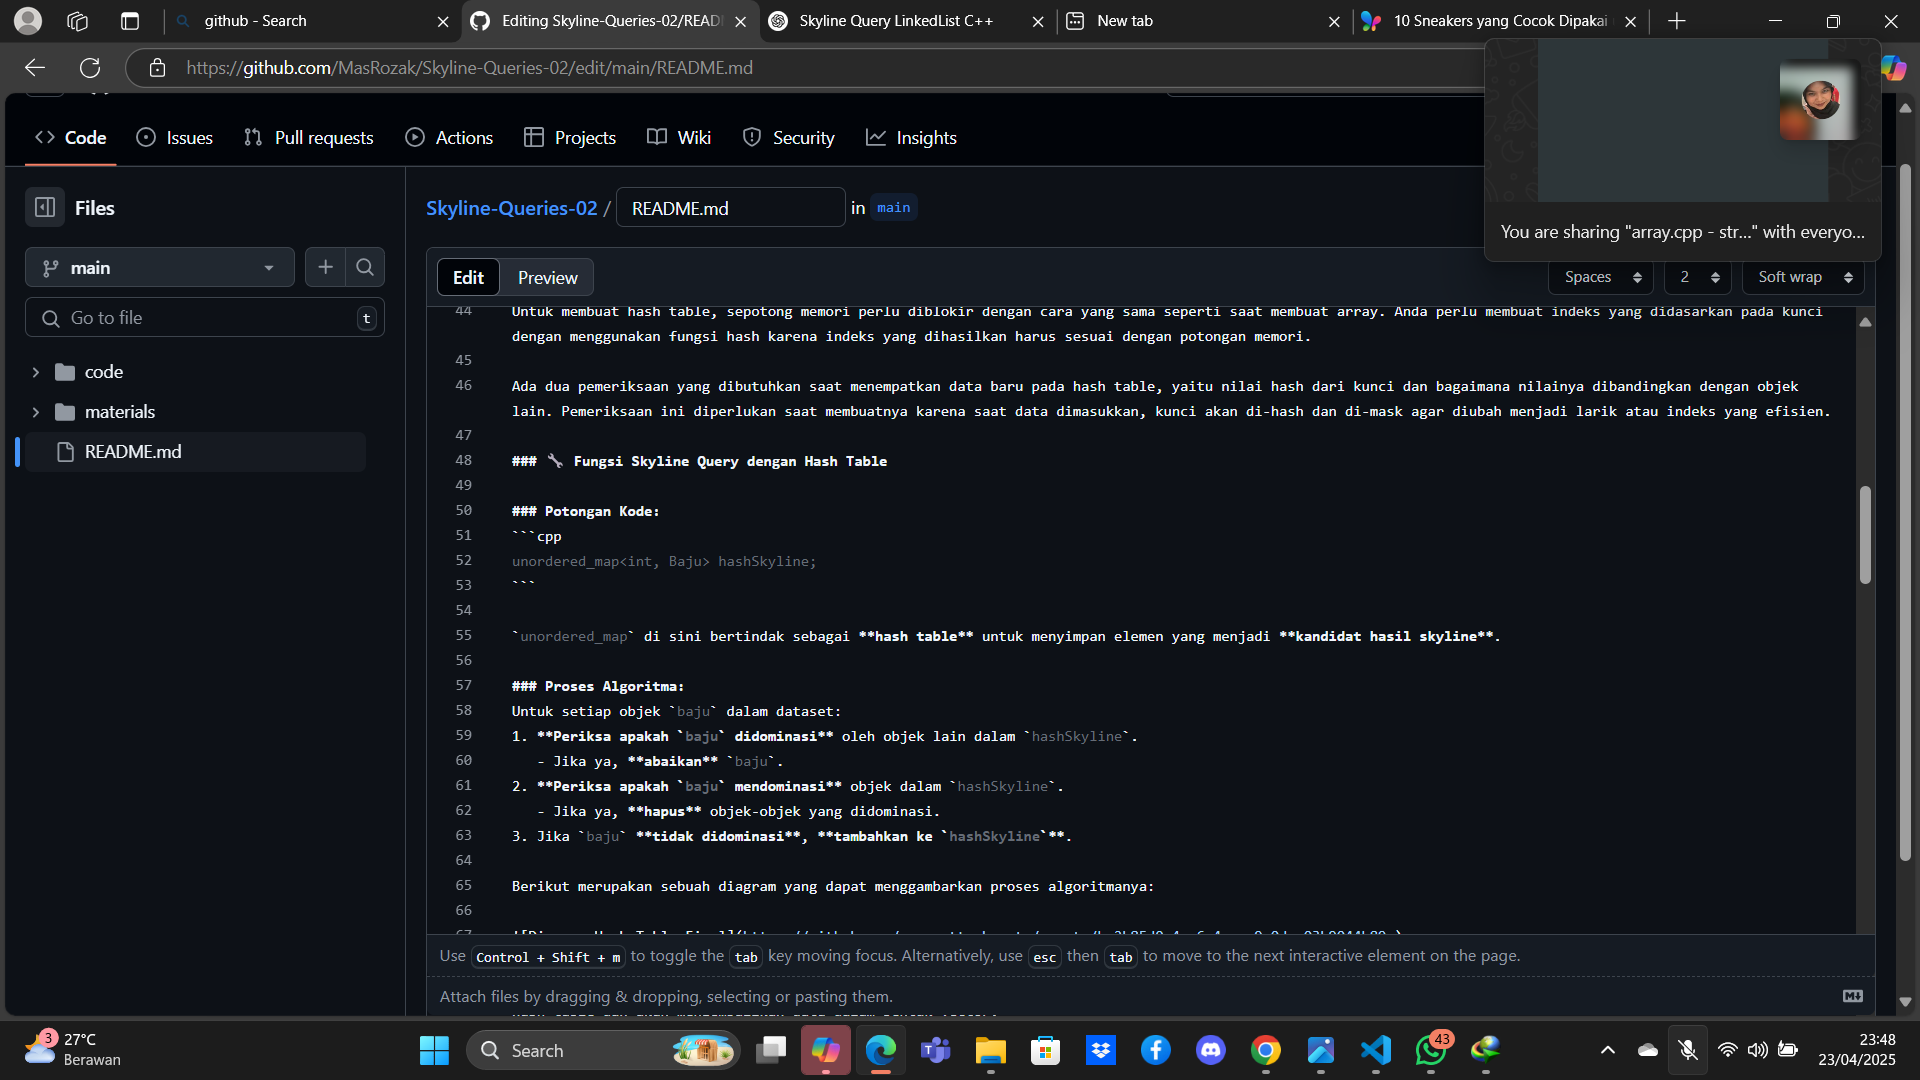 github - Search
Editing Skyline-Queries-02/READ
Skyline Query LinkedList C++
New tab
10 Sneakers yang Cocok Dipakai
https://github.com/MasRozak/Skyline-Queries-02/edit/main/README.md
Code
Issues
Pull requests
Actions
Projects
Wiki
Security
Insights
You are sharing "array.cpp - str..." with everyo...
Files
Skyline-Queries-02 / README.md in main
main
Go to file
t
code
materials
README.md
Edit
Preview
Spaces
2
Soft wrap
44 Untuk membuat hash table, sepotong memori perlu diblokir dengan cara yang sama seperti saat membuat array. Anda perlu membuat indeks yang didasarkan pada kunci
dengan menggunakan fungsi hash karena indeks yang dihasilkan harus sesuai dengan potongan memori.
45
46 Ada dua pemeriksaan yang dibutuhkan saat menempatkan data baru pada hash table, yaitu nilai hash dari kunci dan bagaimana nilainya dibandingkan dengan objek
lain. Pemeriksaan ini diperlukan saat membuatnya karena saat data dimasukkan, kunci akan di-hash dan di-mask agar diubah menjadi larik atau indeks yang efisien.
47
48 ### 🔧 Fungsi Skyline Query dengan Hash Table
49
50 ### Potongan Kode:
51 ```cpp
52 unordered_map<int, Baju> hashSkyline;
53 ```
54
55 `unordered_map` di sini bertindak sebagai **hash table** untuk menyimpan elemen yang menjadi **kandidat hasil skyline**.
56
57 ### Proses Algoritma:
58 Untuk setiap objek `baju` dalam dataset:
59 1. **Periksa apakah `baju` didominasi** oleh objek lain dalam `hashSkyline`.
60 - Jika ya, **abaikan** `baju`.
61 2. **Periksa apakah `baju` mendominasi** objek dalam `hashSkyline`.
62 - Jika ya, **hapus** objek-objek yang didominasi.
63 3. Jika `baju` **tidak didominasi**, **tambahkan ke `hashSkyline`**.
64
65 Berikut merupakan sebuah diagram yang dapat menggambarkan proses algoritmanya:
66
67
Use Control + Shift + m to toggle the tab key moving focus. Alternatively, use esc then tab to move to the next interactive element on the page.
Attach files by dragging & dropping, selecting or pasting them.
3
27°C
Berawan
Search
43
23:48
23/04/2025